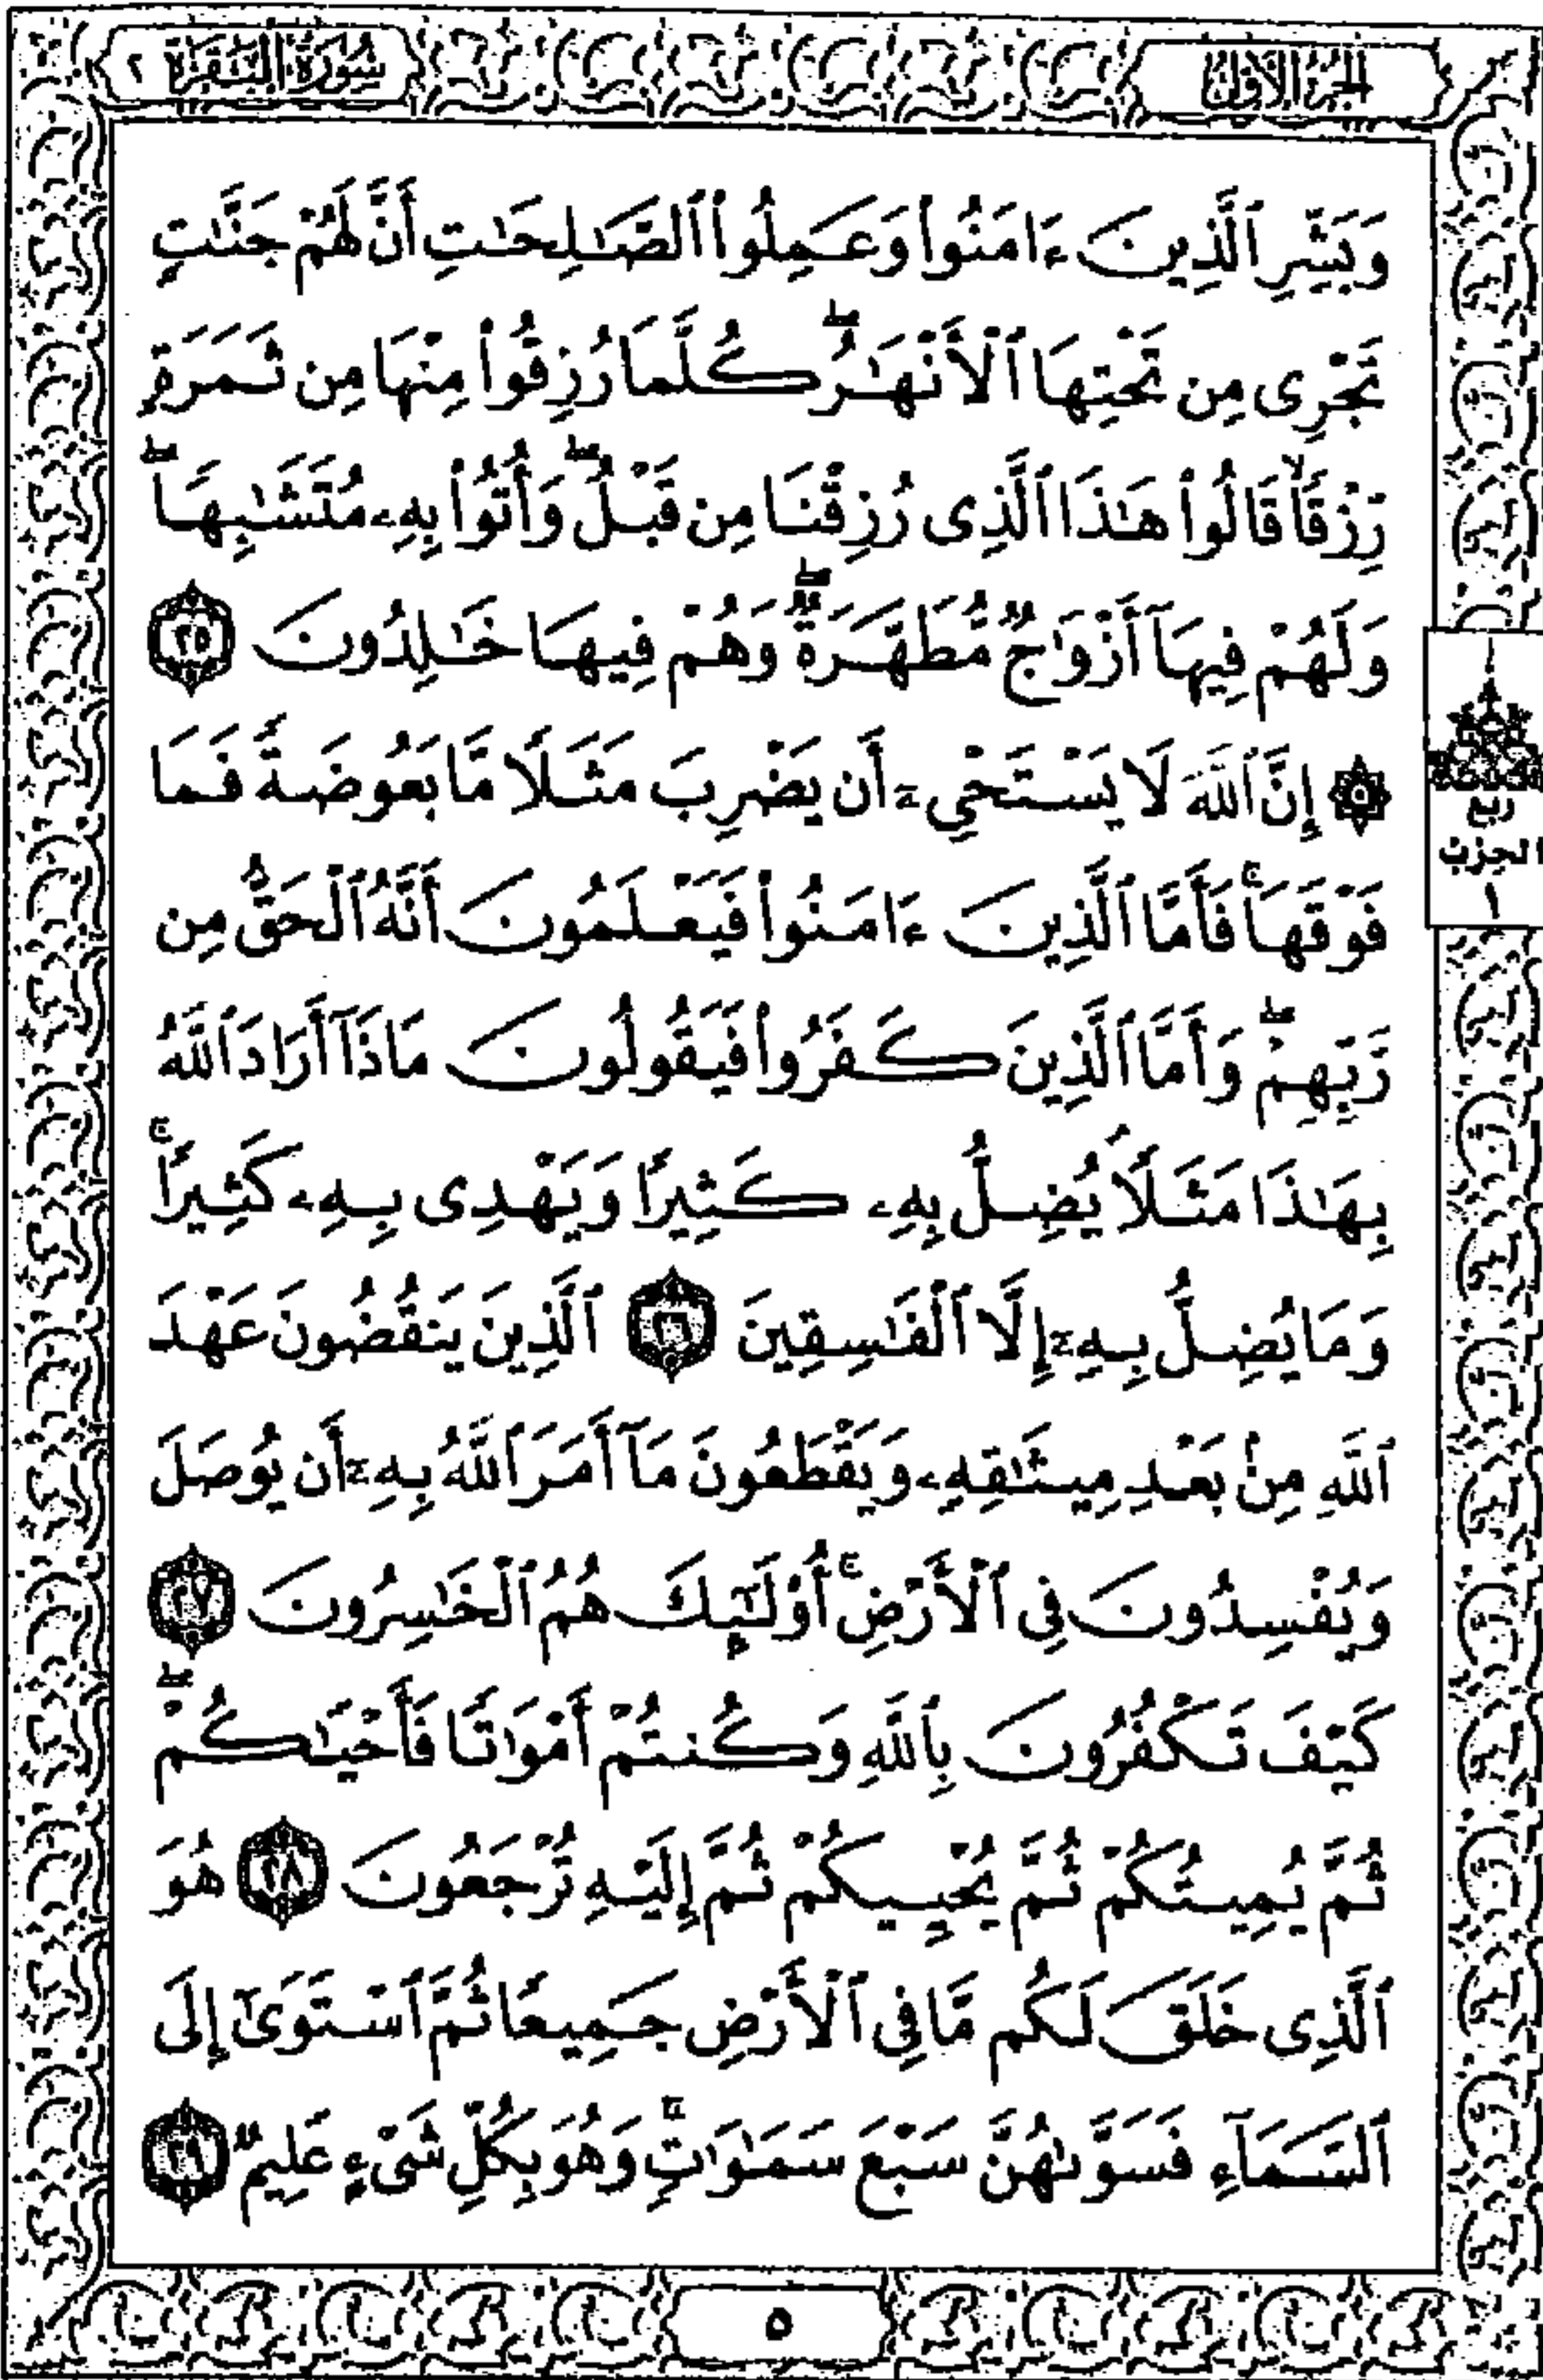 الجزء الأول
سورة البقرة ٢
وَبَشِّرِ ٱلَّذِينَ ءَامَنُوا۟ وَعَمِلُوا۟ ٱلصَّـٰلِحَـٰتِ أَنَّ لَهُمْ جَنَّـٰتٍ
تَجْرِى مِن تَحْتِهَا ٱلْأَنْهَـٰرُ ۖ كُلَّمَا رُزِقُوا۟ مِنْهَا مِن ثَمَرَةٍ
رِّزْقًا ۙ قَالُوا۟ هَـٰذَا ٱلَّذِى رُزِقْنَا مِن قَبْلُ ۖ وَأُتُوا۟ بِهِۦ مُتَشَـٰبِهًا ۖ
وَلَهُمْ فِيهَآ أَزْوَٰجٌ مُّطَهَّرَةٌ ۖ وَهُمْ فِيهَا خَـٰلِدُونَ ٢٥
۞ إِنَّ ٱللَّهَ لَا يَسْتَحْىِۦٓ أَن يَضْرِبَ مَثَلًا مَّا بَعُوضَةً فَمَا
فَوْقَهَا ۚ فَأَمَّا ٱلَّذِينَ ءَامَنُوا۟ فَيَعْلَمُونَ أَنَّهُ ٱلْحَقُّ مِن
رَّبِّهِمْ ۖ وَأَمَّا ٱلَّذِينَ كَفَرُوا۟ فَيَقُولُونَ مَاذَآ أَرَادَ ٱللَّهُ
بِهَـٰذَا مَثَلًا ۘ يُضِلُّ بِهِۦ كَثِيرًا وَيَهْدِى بِهِۦ كَثِيرًا ۚ
وَمَا يُضِلُّ بِهِۦٓ إِلَّا ٱلْفَـٰسِقِينَ ٢٦ ٱلَّذِينَ يَنقُضُونَ عَهْدَ
ٱللَّهِ مِنۢ بَعْدِ مِيثَـٰقِهِۦ وَيَقْطَعُونَ مَآ أَمَرَ ٱللَّهُ بِهِۦٓ أَن يُوصَلَ
وَيُفْسِدُونَ فِى ٱلْأَرْضِ ۚ أُو۟لَـٰٓئِكَ هُمُ ٱلْخَـٰسِرُونَ ٢٧
كَيْفَ تَكْفُرُونَ بِٱللَّهِ وَكُنتُمْ أَمْوَٰتًا فَأَحْيَـٰكُمْ ۖ
ثُمَّ يُمِيتُكُمْ ثُمَّ يُحْيِيكُمْ ثُمَّ إِلَيْهِ تُرْجَعُونَ ٢٨ هُوَ
ٱلَّذِى خَلَقَ لَكُم مَّا فِى ٱلْأَرْضِ جَمِيعًا ثُمَّ ٱسْتَوَىٰٓ إِلَى
ٱلسَّمَآءِ فَسَوَّىٰهُنَّ سَبْعَ سَمَـٰوَٰتٍ ۚ وَهُوَ بِكُلِّ شَىْءٍ عَلِيمٌ ٢٩
ربع
الحزب
١
٥